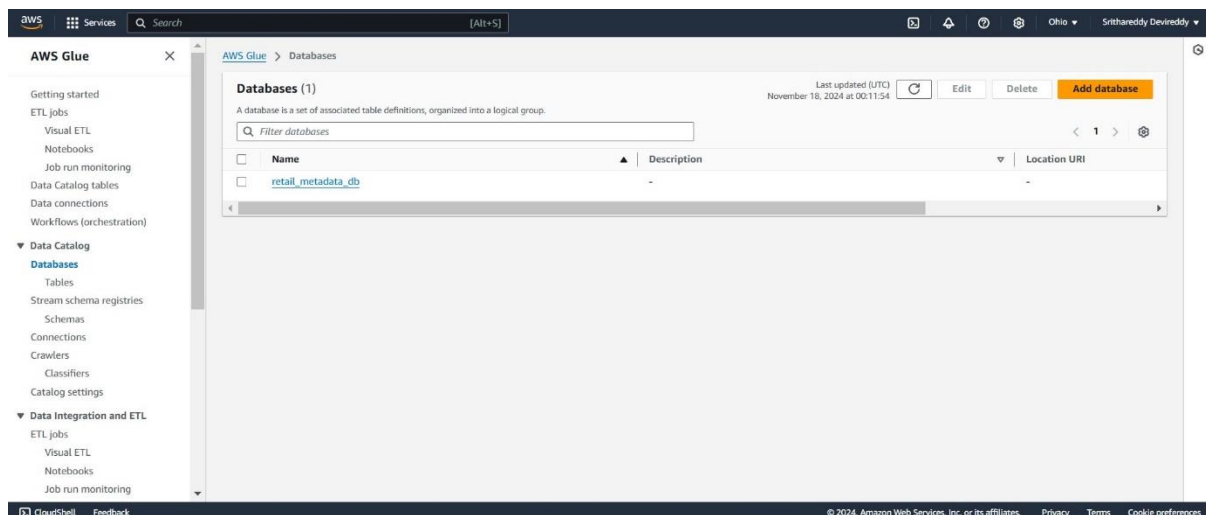 aws Services Search [Alt+S] Ohio Srithareddy Devireddy
AWS Glue
Getting started
ETL jobs
Visual ETL
Notebooks
Job run monitoring
Data Catalog tables
Data connections
Workflows (orchestration)
Data Catalog
Databases
Tables
Stream schema registries
Schemas
Connections
Crawlers
Classifiers
Catalog settings
Data Integration and ETL
ETL jobs
Visual ETL
Notebooks
Job run monitoring
AWS Glue > Databases
Databases (1)
Last updated (UTC)
November 18, 2024 at 00:11:54
Edit Delete Add database
A database is a set of associated table definitions, organized into a logical group.
Filter databases
< 1 >
Name Description Location URI
retail_metadata_db - -
CloudShell Feedback © 2024, Amazon Web Services, Inc. or its affiliates. Privacy Terms Cookie preferences